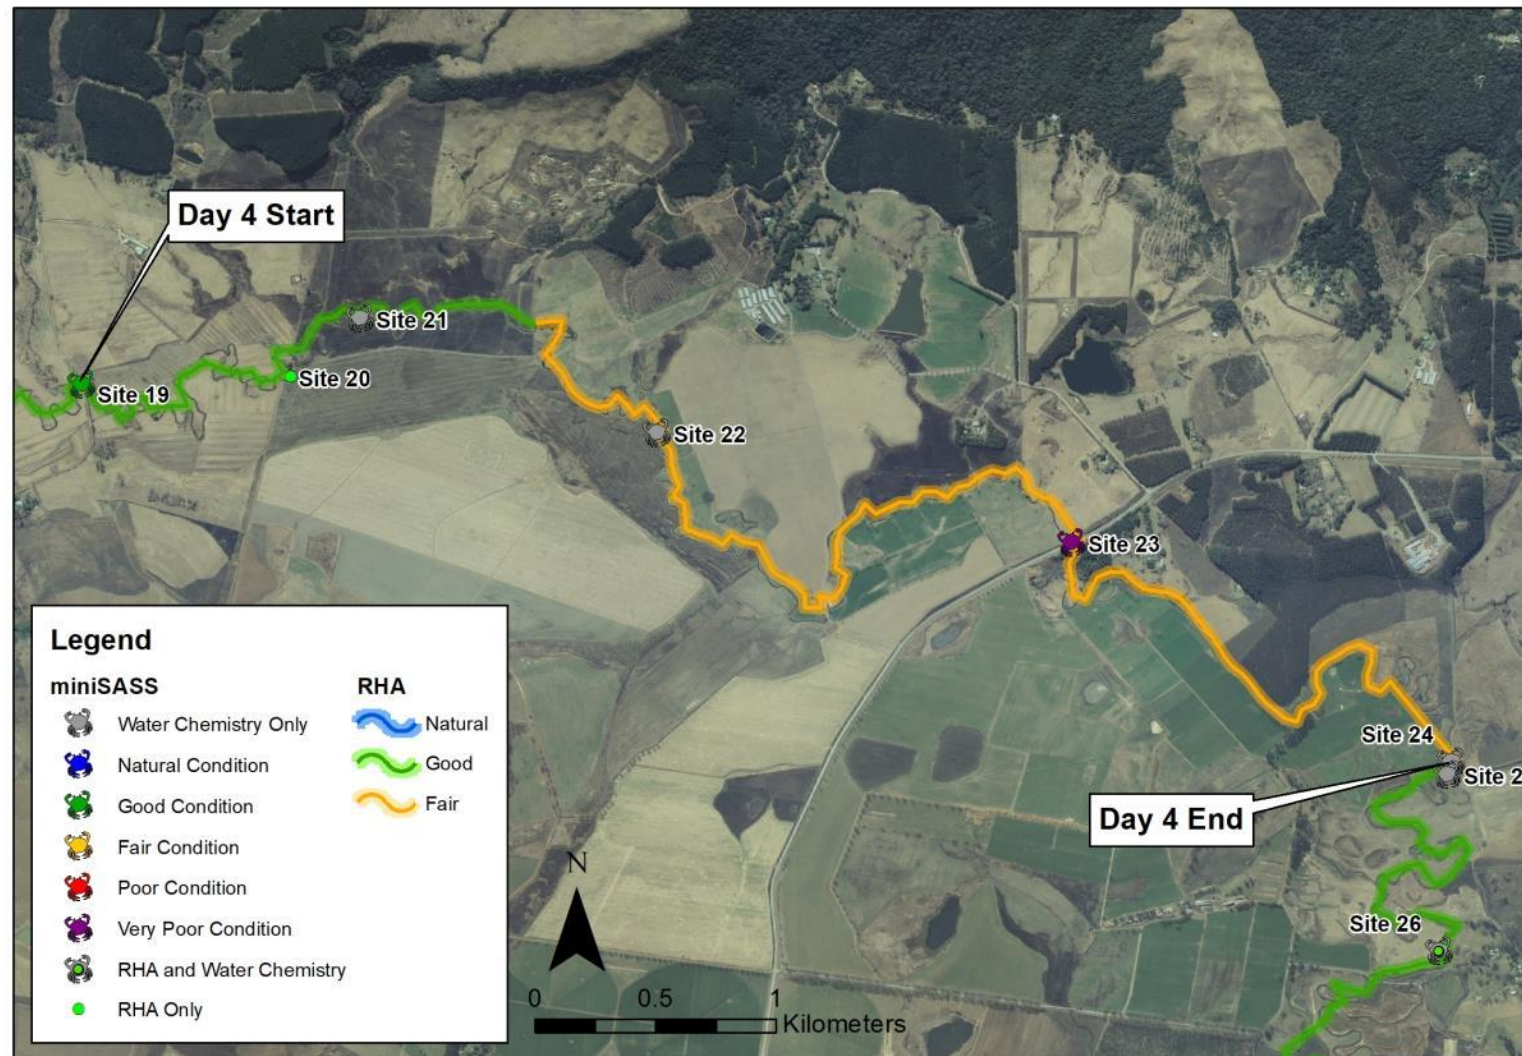 Day 4 Start
Site 21
Site 20
Site 19
Site 22
Site 23
Site 24
Site 2
Day 4 End
Site 26
Legend
miniSASS
Water Chemistry Only
Natural Condition
Good Condition
Fair Condition
Poor Condition
Very Poor Condition
RHA and Water Chemistry
RHA Only
RHA
Natural
Good
Fair
N
0 0.5 1
Kilometers